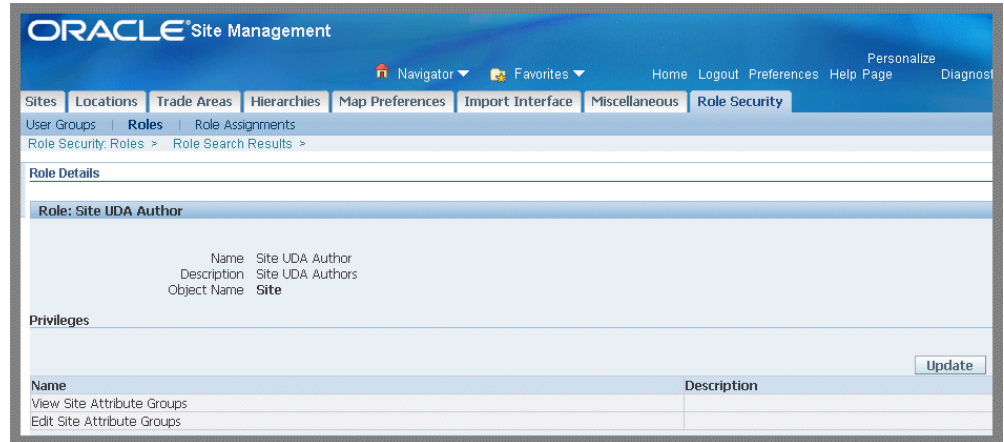 ORACLE® Site Management
Navigator Favorites Home Logout Preferences Help Personalize Page
Sites Locations Trade Areas Hierarchies Map Preferences Import Interface Miscellaneous Role Security
User Groups | Roles | Role Assignments
Role Security: Roles > Role Search Results >
Role Details
Role: Site UDA Author
Name Site UDA Author
Description Site UDA Authors
Object Name Site
Privileges
Update
Name Description
View Site Attribute Groups
Edit Site Attribute Groups